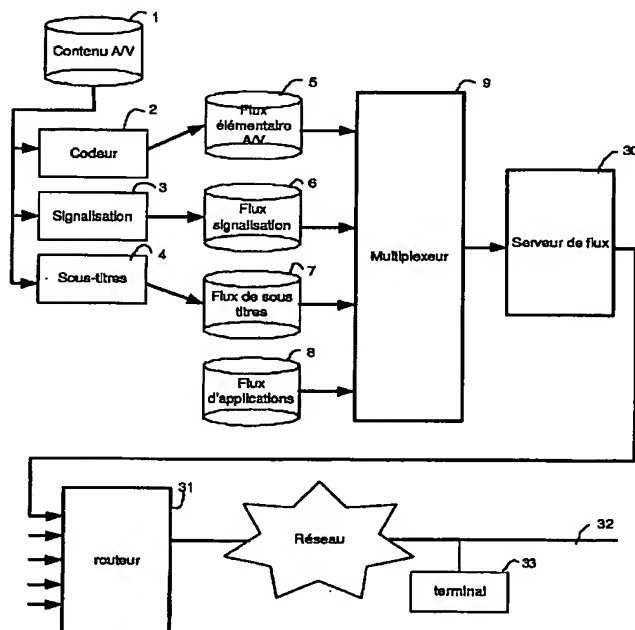 1
Contenu A/V
2
Codeur
3
Signalisation
4
Sous-titres
5
Flux
élémentairo
A/V
6
Flux
signalisation
7
Flux de sous
titres
8
Flux
d'applications
9
Multiplexeur
30
Serveur de flux
31
routeur
Réseau
32
33
terminal